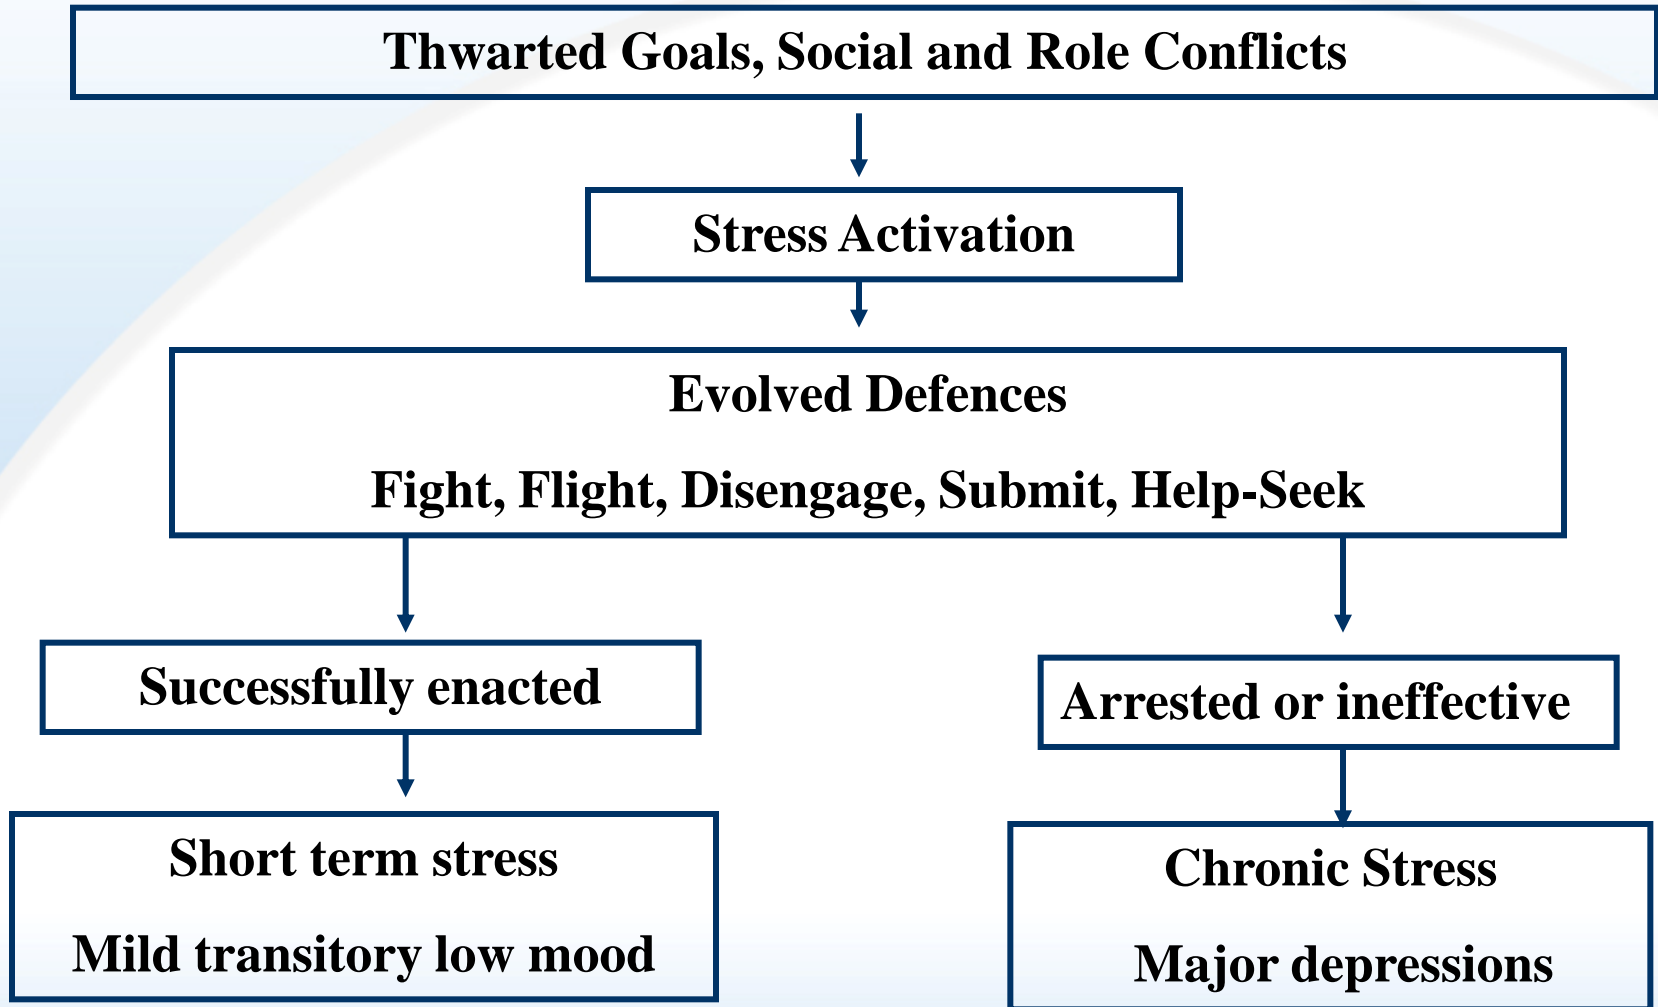 Thwarted Goals, Social and Role Conflicts
Stress Activation
Evolved Defences
Fight, Flight, Disengage, Submit, Help-Seek
Successfully enacted
Arrested or ineffective
Short term stress
Mild transitory low mood
Chronic Stress
Major depressions